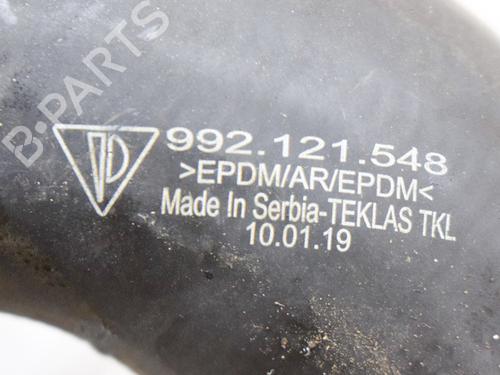 B-PARTS
992.121.548
>EPDM/AR/EPDM<
Made In Serbia-TEKLAS TKL
10.01.19